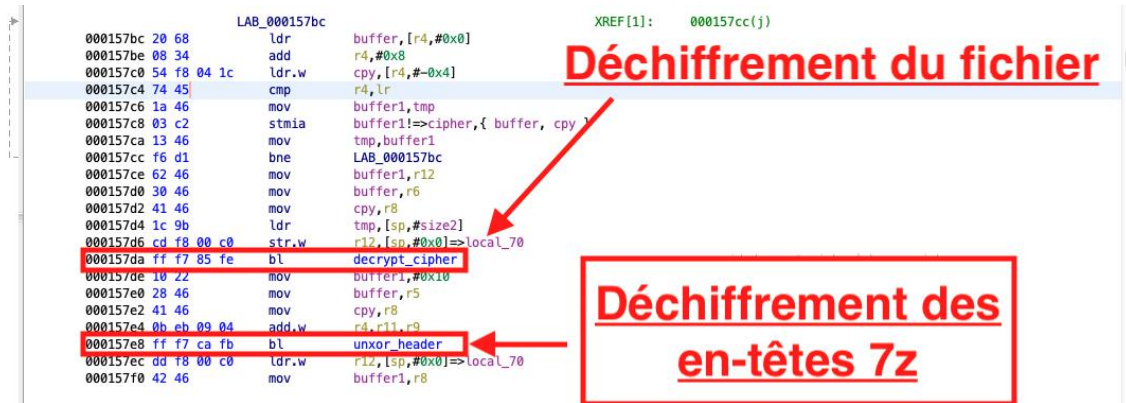 LAB_000157bc XREF[1]: 000157cc(j)
000157bc 20 68 ldr buffer,[r4,#0x0]
000157be 08 34 add r4,#0x8
000157c0 54 f8 04 1c ldr.w cpy,[r4,#-0x4]
000157c4 74 45 cmp r4,lr
000157c6 1a 46 mov buffer1,tmp
000157c8 03 c2 stmia buffer1!=>cipher,{ buffer, cpy }
000157ca 13 46 mov tmp,buffer1
000157cc f6 d1 bne LAB_000157bc
000157ce 62 46 mov buffer1,r12
000157d0 30 46 mov buffer,r6
000157d2 41 46 mov cpy,r8
000157d4 1c 9b ldr tmp,[sp,#size2]
000157d6 cd f8 00 c0 str.w r12,[sp,#0x0]=>local_70
000157da ff f7 85 fe bl decrypt_cipher
000157de 10 22 mov buffer1,#0x10
000157e0 28 46 mov buffer,r5
000157e2 41 46 mov cpy,r8
000157e4 0b eb 09 04 add.w r4,r11,r9
000157e8 ff f7 ca fb bl unxor_header
000157ec dd f8 00 c0 ldr.w r12,[sp,#0x0]=>local_70
000157f0 42 46 mov buffer1,r8
Déchiffrement du fichier
Déchiffrement des
en-têtes 7z